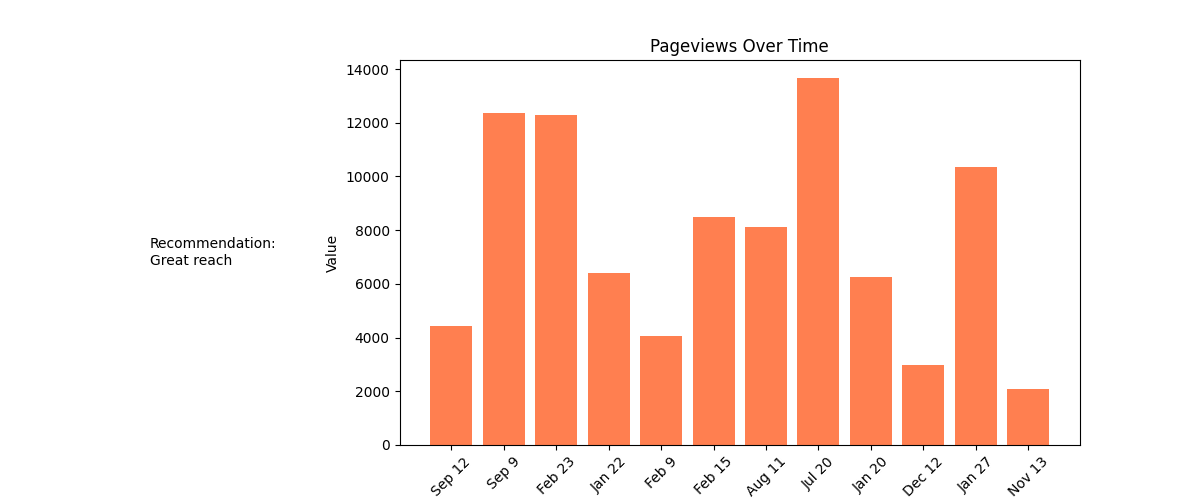 Pageviews Over Time
14000
12000
10000
8000
6000
4000
2000
0
Value
Recommendation:
Great reach
Sep 12
Sep 9
Feb 23
Jan 22
Feb 9
Feb 15
Aug 11
Jul 20
Jan 20
Dec 12
Jan 27
Nov 13